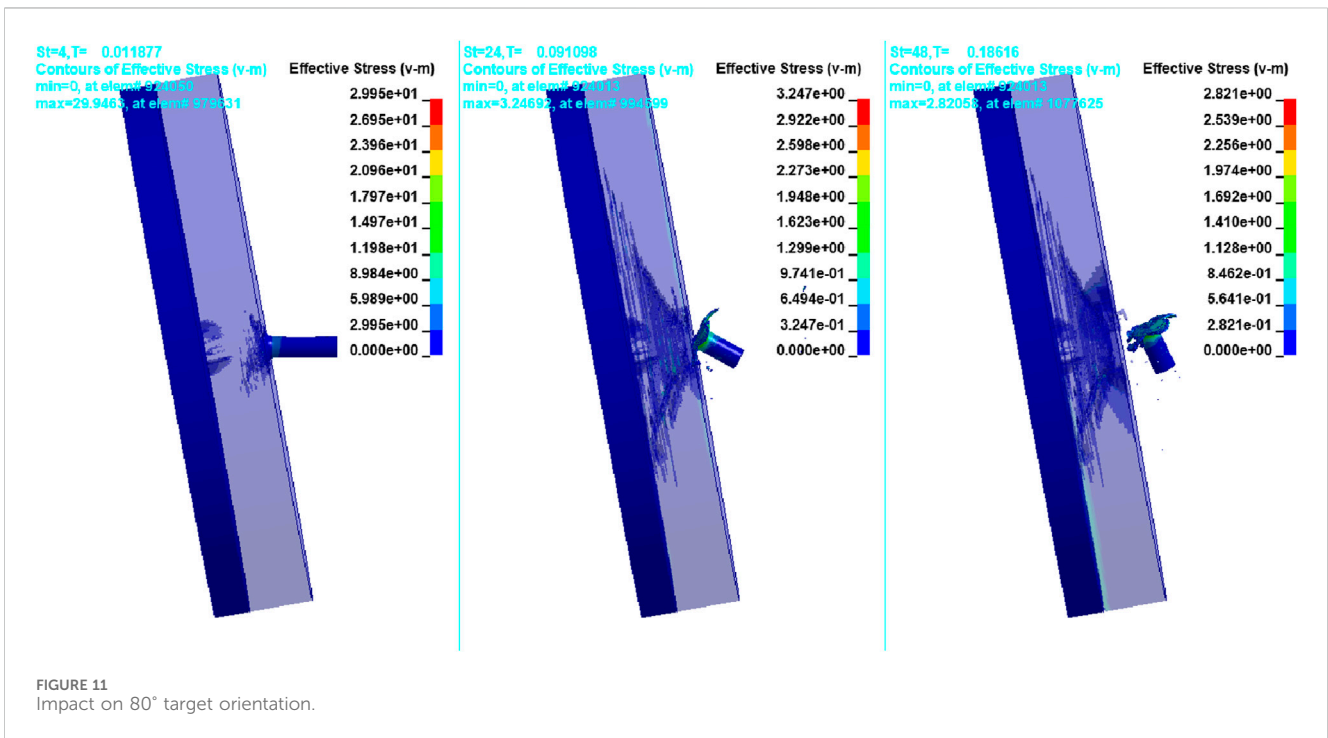 St=4,T= 0.011877
Contours of Effective Stress (v-m)
min=0, at elem# 924050
max=29.9463, at elem# 979631
Effective Stress (v-m)
2.995e+01
2.695e+01
2.396e+01
2.096e+01
1.797e+01
1.497e+01
1.198e+01
8.984e+00
5.989e+00
2.995e+00
0.000e+00
St=24,T= 0.091098
Contours of Effective Stress (v-m)
min=0, at elem# 924013
max=3.24692, at elem# 994599
Effective Stress (v-m)
3.247e+00
2.922e+00
2.598e+00
2.273e+00
1.948e+00
1.623e+00
1.299e+00
9.741e-01
6.494e-01
3.247e-01
0.000e+00
St=48,T= 0.18616
Contours of Effective Stress (v-m)
min=0, at elem# 924013
max=2.82058, at elem# 1077625
Effective Stress (v-m)
2.821e+00
2.539e+00
2.256e+00
1.974e+00
1.692e+00
1.410e+00
1.128e+00
8.462e-01
5.641e-01
2.821e-01
0.000e+00
FIGURE 11
Impact on 80° target orientation.